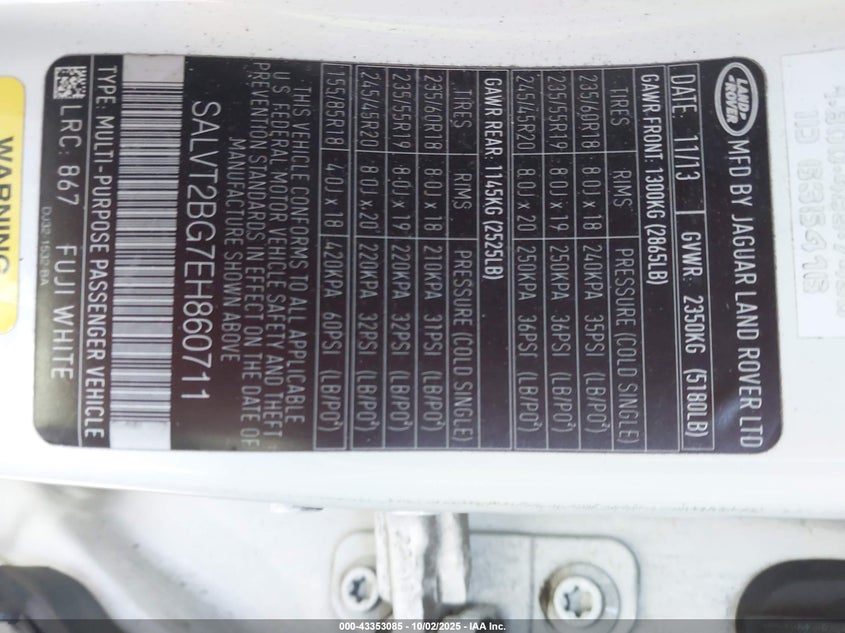 LAND
ROVER
MFD BY JAGUAR LAND ROVER LTD
DATE: 11/13 GVWR: 2350KG (5180LB)
GAWR FRONT: 1300KG (2865LB)
TIRES RIMS PRESSURE (COLD SINGLE)
235/60R18 8.0J x 18 240KPA 35PSI (LB/PO²)
235/55R19 8.0J x 19 250KPA 36PSI (LB/PO²)
245/45R20 8.0J x 20 250KPA 36PSI (LB/PO²)
GAWR REAR: 1145KG (2525LB)
TIRES RIMS PRESSURE (COLD SINGLE)
235/60R18 8.0J x 18 210KPA 31PSI (LB/PO²)
235/55R19 8.0J x 19 220KPA 32PSI (LB/PO²)
245/45R20 8.0J x 20 220KPA 32PSI (LB/PO²)
155/85R18 4.0J x 18 420KPA 60PSI (LB/PO²)
THIS VEHICLE CONFORMS TO ALL APPLICABLE
U S FEDERAL MOTOR VEHICLE SAFETY AND THEFT
PREVENTION STANDARDS IN EFFECT ON THE DATE OF
MANUFACTURE SHOWN ABOVE
SALVT2BG7EH860711
TYPE: MULTI-PURPOSE PASSENGER VEHICLE
LRC: 867 FUJI WHITE
DJ32-1532-BA
WARNING
000-43353085 - 10/02/2025 - IAA Inc.